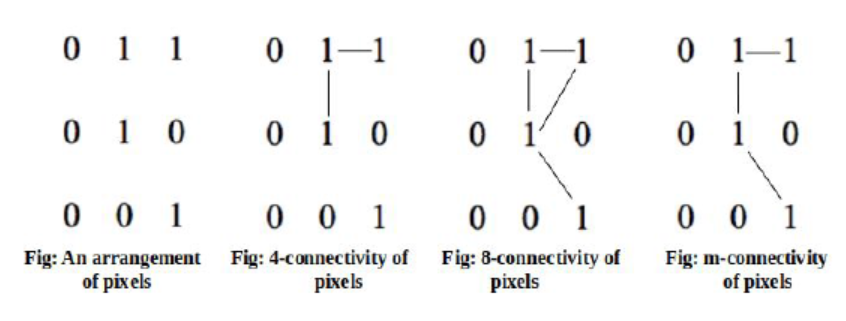 0 1 1 0 1 1 0 1 1 0 1 1
0 1 0 0 1 0 0 1 0 0 1 0
0 0 1 0 0 1 0 0 1 0 0 1
Fig: An arrangement Fig: 4-connectivity of Fig: 8-connectivity of Fig: m-connectivity
of pixels pixels pixels of pixels